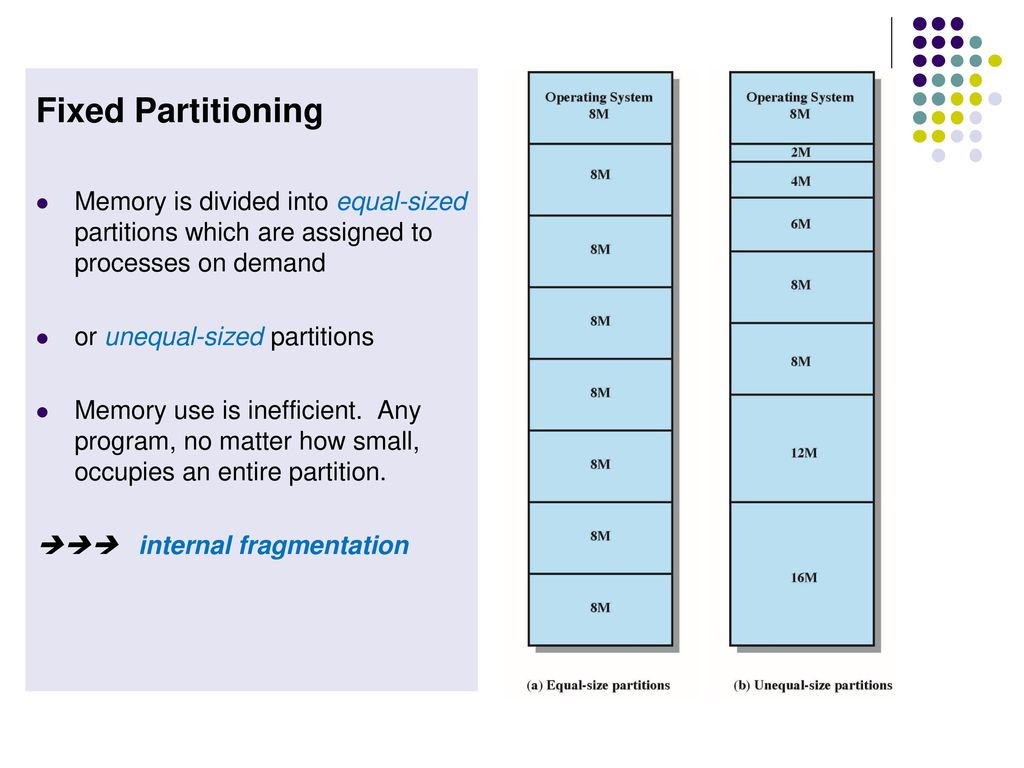 Fixed Partitioning
Memory is divided into equal-sized
partitions which are assigned to
processes on demand
or unequal-sized partitions
Memory use is inefficient.  Any
program, no matter how small,
occupies an entire partition.
➔➔➔ internal fragmentation
Operating System
8M
8M
8M
8M
8M
8M
8M
8M
(a) Equal-size partitions
Operating System
8M
2M
4M
6M
8M
8M
12M
16M
(b) Unequal-size partitions